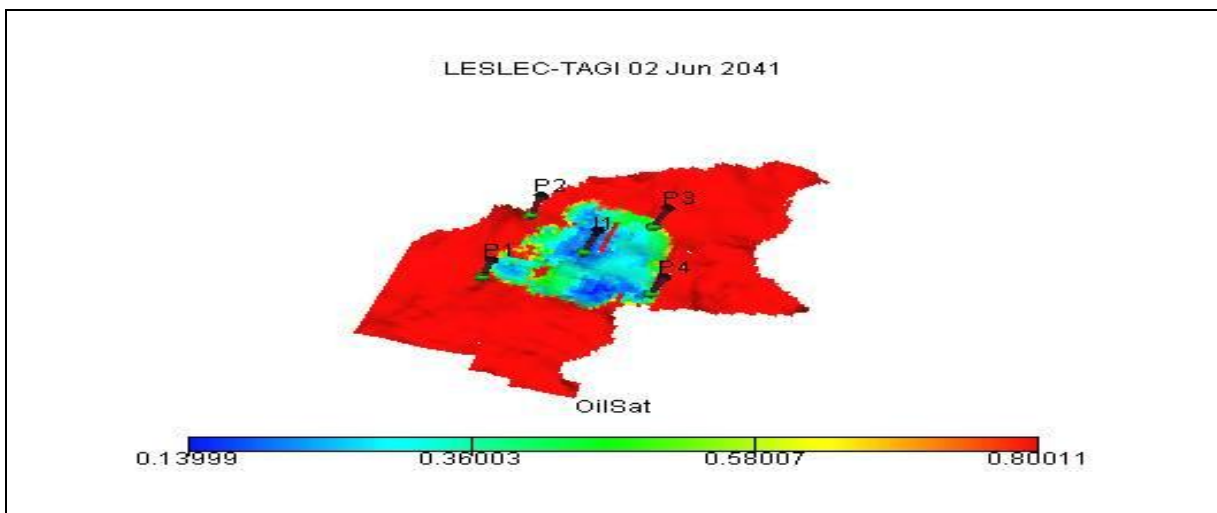 LESLEC-TAGI 02 Jun 2041
P2
P3
I1
P1
P4
OilSat
0.13999 0.36003 0.58007 0.80011